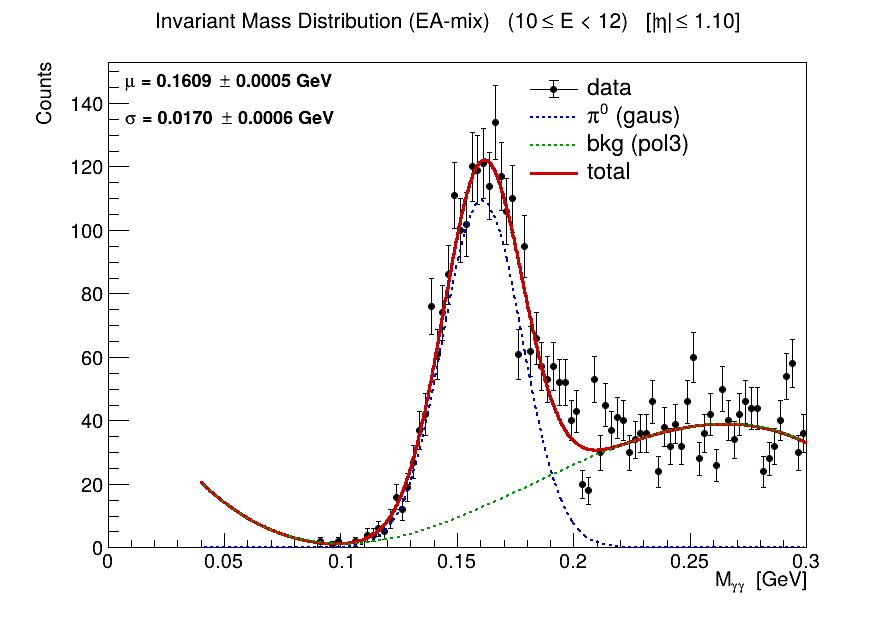 Invariant Mass Distribution (EA-mix) (10 ≤ E < 12) [|η| ≤ 1.10]
μ = 0.1609 ± 0.0005 GeV
σ = 0.0170 ± 0.0006 GeV
data
π⁰ (gaus)
bkg (pol3)
total
Counts
140
120
100
80
60
40
20
0
0 0.05 0.1 0.15 0.2 0.25 0.3
Mγγ [GeV]